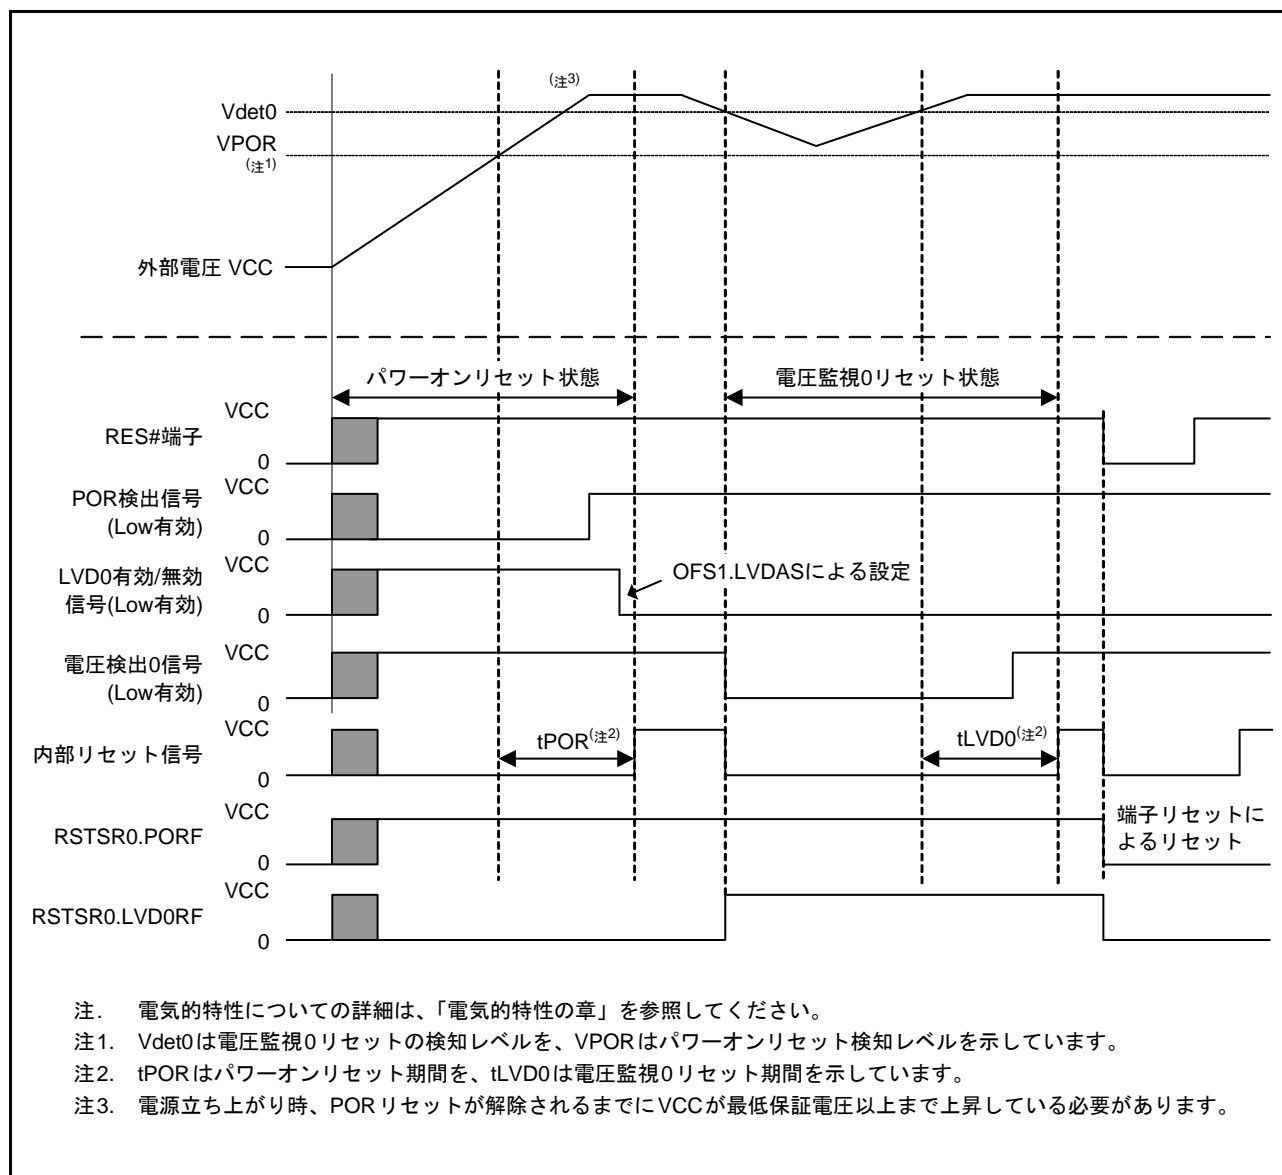 (注3)
Vdet0
VPOR
(注1)
外部電圧 VCC
パワーオンリセット状態
電圧監視0リセット状態
VCC
RES#端子
0
VCC
POR検出信号
(Low有効)
0
VCC
LVD0有効/無効
信号(Low有効)
0
OFS1.LVDASによる設定
VCC
電圧検出0信号
(Low有効)
0
VCC
内部リセット信号
0
tPOR(注2)
tLVD0(注2)
VCC
RSTSR0.PORF
0
端子リセットに
よるリセット
VCC
RSTSR0.LVD0RF
0
注. 電気的特性についての詳細は、「電気的特性の章」を参照してください。
注1. Vdet0は電圧監視0リセットの検知レベルを、VPORはパワーオンリセット検知レベルを示しています。
注2. tPORはパワーオンリセット期間を、tLVD0は電圧監視0リセット期間を示しています。
注3. 電源立ち上がり時、PORリセットが解除されるまでにVCCが最低保証電圧以上まで上昇している必要があります。